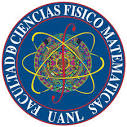 FACULTAD DE CIENCIAS FISICO MATEMATICAS
UANL